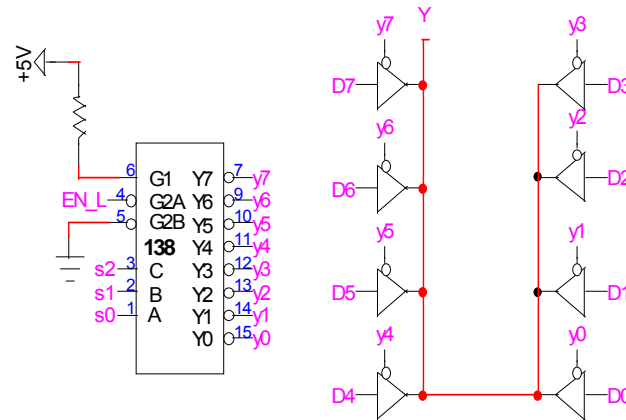 +5V
6 G1 Y7 7 y7
EN_L 4 G2A Y6 9 y6
5 G2B Y5 10 y5
138 Y4 11 y4
s2 3 C Y3 12 y3
s1 2 B Y2 13 y2
s0 1 A Y1 14 y1
Y0 15 y0
Y
y7 y3
D7 D3
y6 y2
D6 D2
y5 y1
D5 D1
y4 y0
D4 D0